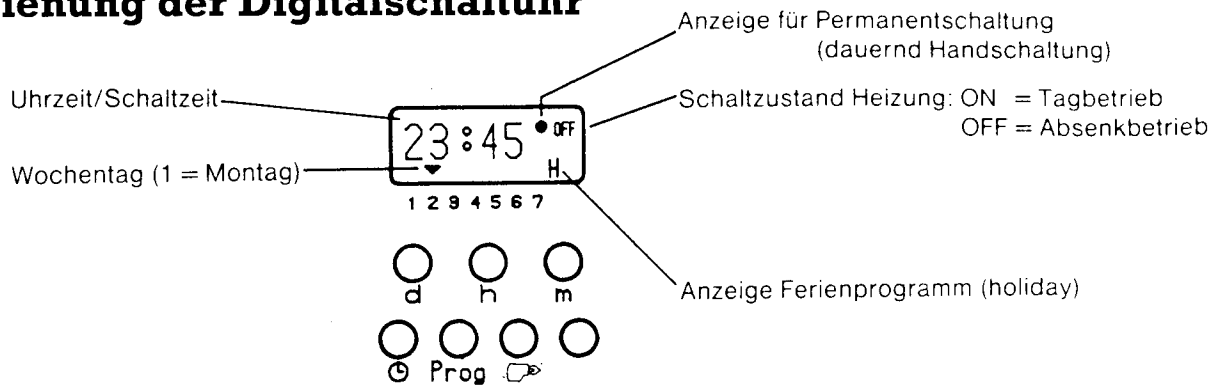 ienung der Digitalschaltuhr
Anzeige für Permanentschaltung
(dauernd Handschaltung)
Uhrzeit/Schaltzeit
Schaltzustand Heizung: ON = Tagbetrieb
OFF = Absenkbetrieb
23:45 OFF
Wochentag (1 = Montag)
H
1 2 3 4 5 6 7
d h m
Anzeige Ferienprogramm (holiday)
Prog